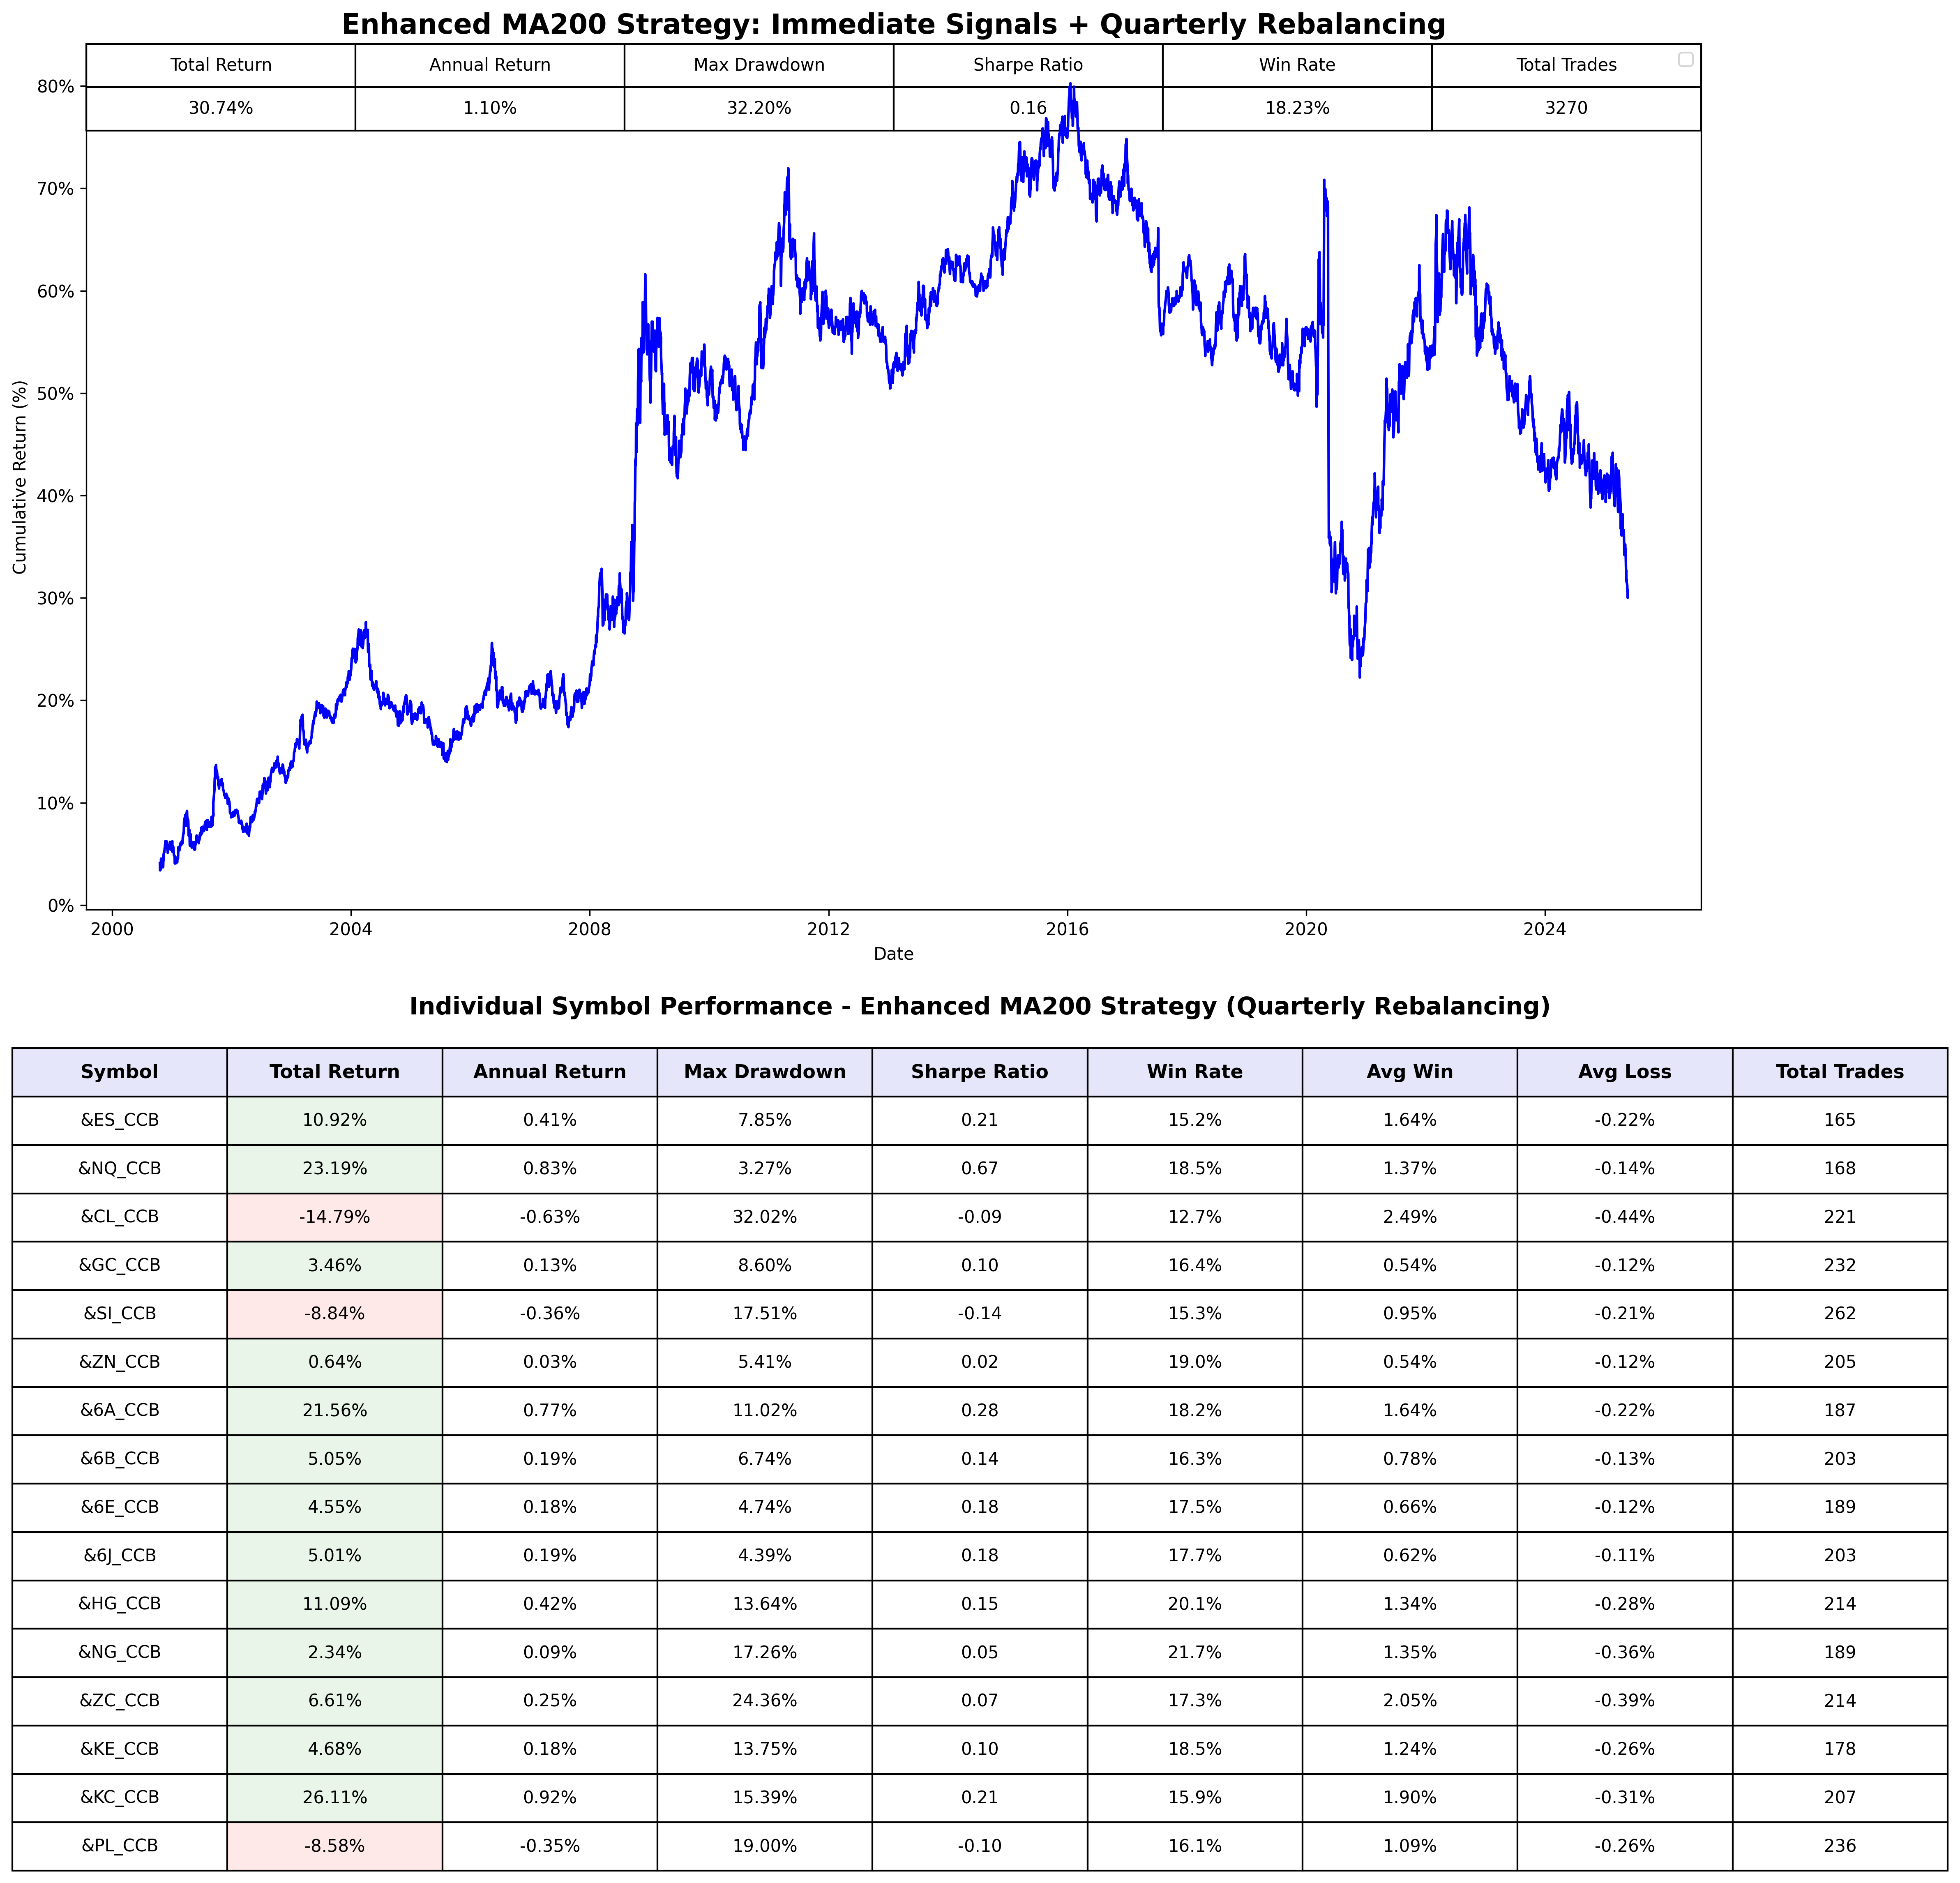 Enhanced MA200 Strategy: Immediate Signals + Quarterly Rebalancing
Total Return Annual Return Max Drawdown Sharpe Ratio Win Rate Total Trades
30.74% 1.10% 32.20% 0.16 18.23% 3270
80%
70%
60%
50%
40%
30%
20%
10%
0%
Cumulative Return (%)
2000 2004 2008 2012 2016 2020 2024
Date
Individual Symbol Performance - Enhanced MA200 Strategy (Quarterly Rebalancing)
Symbol Total Return Annual Return Max Drawdown Sharpe Ratio Win Rate Avg Win Avg Loss Total Trades
&ES_CCB 10.92% 0.41% 7.85% 0.21 15.2% 1.64% -0.22% 165
&NQ_CCB 23.19% 0.83% 3.27% 0.67 18.5% 1.37% -0.14% 168
&CL_CCB -14.79% -0.63% 32.02% -0.09 12.7% 2.49% -0.44% 221
&GC_CCB 3.46% 0.13% 8.60% 0.10 16.4% 0.54% -0.12% 232
&SI_CCB -8.84% -0.36% 17.51% -0.14 15.3% 0.95% -0.21% 262
&ZN_CCB 0.64% 0.03% 5.41% 0.02 19.0% 0.54% -0.12% 205
&6A_CCB 21.56% 0.77% 11.02% 0.28 18.2% 1.64% -0.22% 187
&6B_CCB 5.05% 0.19% 6.74% 0.14 16.3% 0.78% -0.13% 203
&6E_CCB 4.55% 0.18% 4.74% 0.18 17.5% 0.66% -0.12% 189
&6J_CCB 5.01% 0.19% 4.39% 0.18 17.7% 0.62% -0.11% 203
&HG_CCB 11.09% 0.42% 13.64% 0.15 20.1% 1.34% -0.28% 214
&NG_CCB 2.34% 0.09% 17.26% 0.05 21.7% 1.35% -0.36% 189
&ZC_CCB 6.61% 0.25% 24.36% 0.07 17.3% 2.05% -0.39% 214
&KE_CCB 4.68% 0.18% 13.75% 0.10 18.5% 1.24% -0.26% 178
&KC_CCB 26.11% 0.92% 15.39% 0.21 15.9% 1.90% -0.31% 207
&PL_CCB -8.58% -0.35% 19.00% -0.10 16.1% 1.09% -0.26% 236